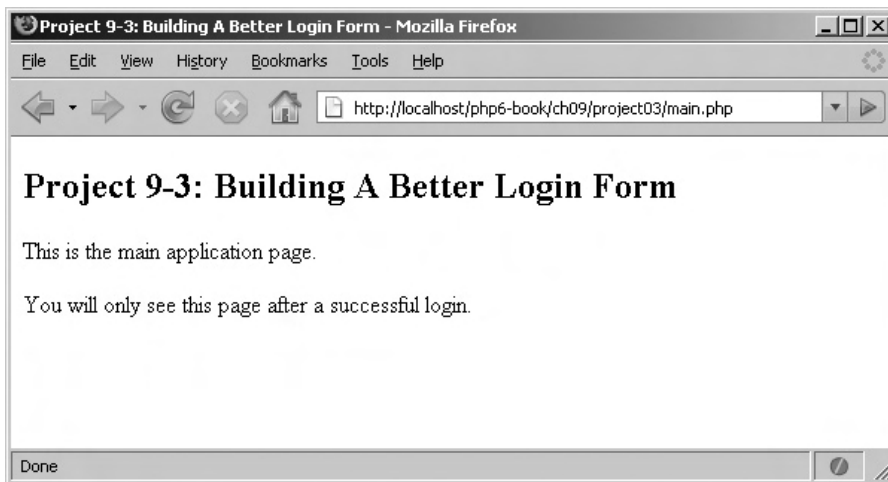 Project 9-3: Building A Better Login Form - Mozilla Firefox
File Edit View History Bookmarks Tools Help
http://localhost/php6-book/ch09/project03/main.php
Project 9-3: Building A Better Login Form
This is the main application page.
You will only see this page after a successful login.
Done